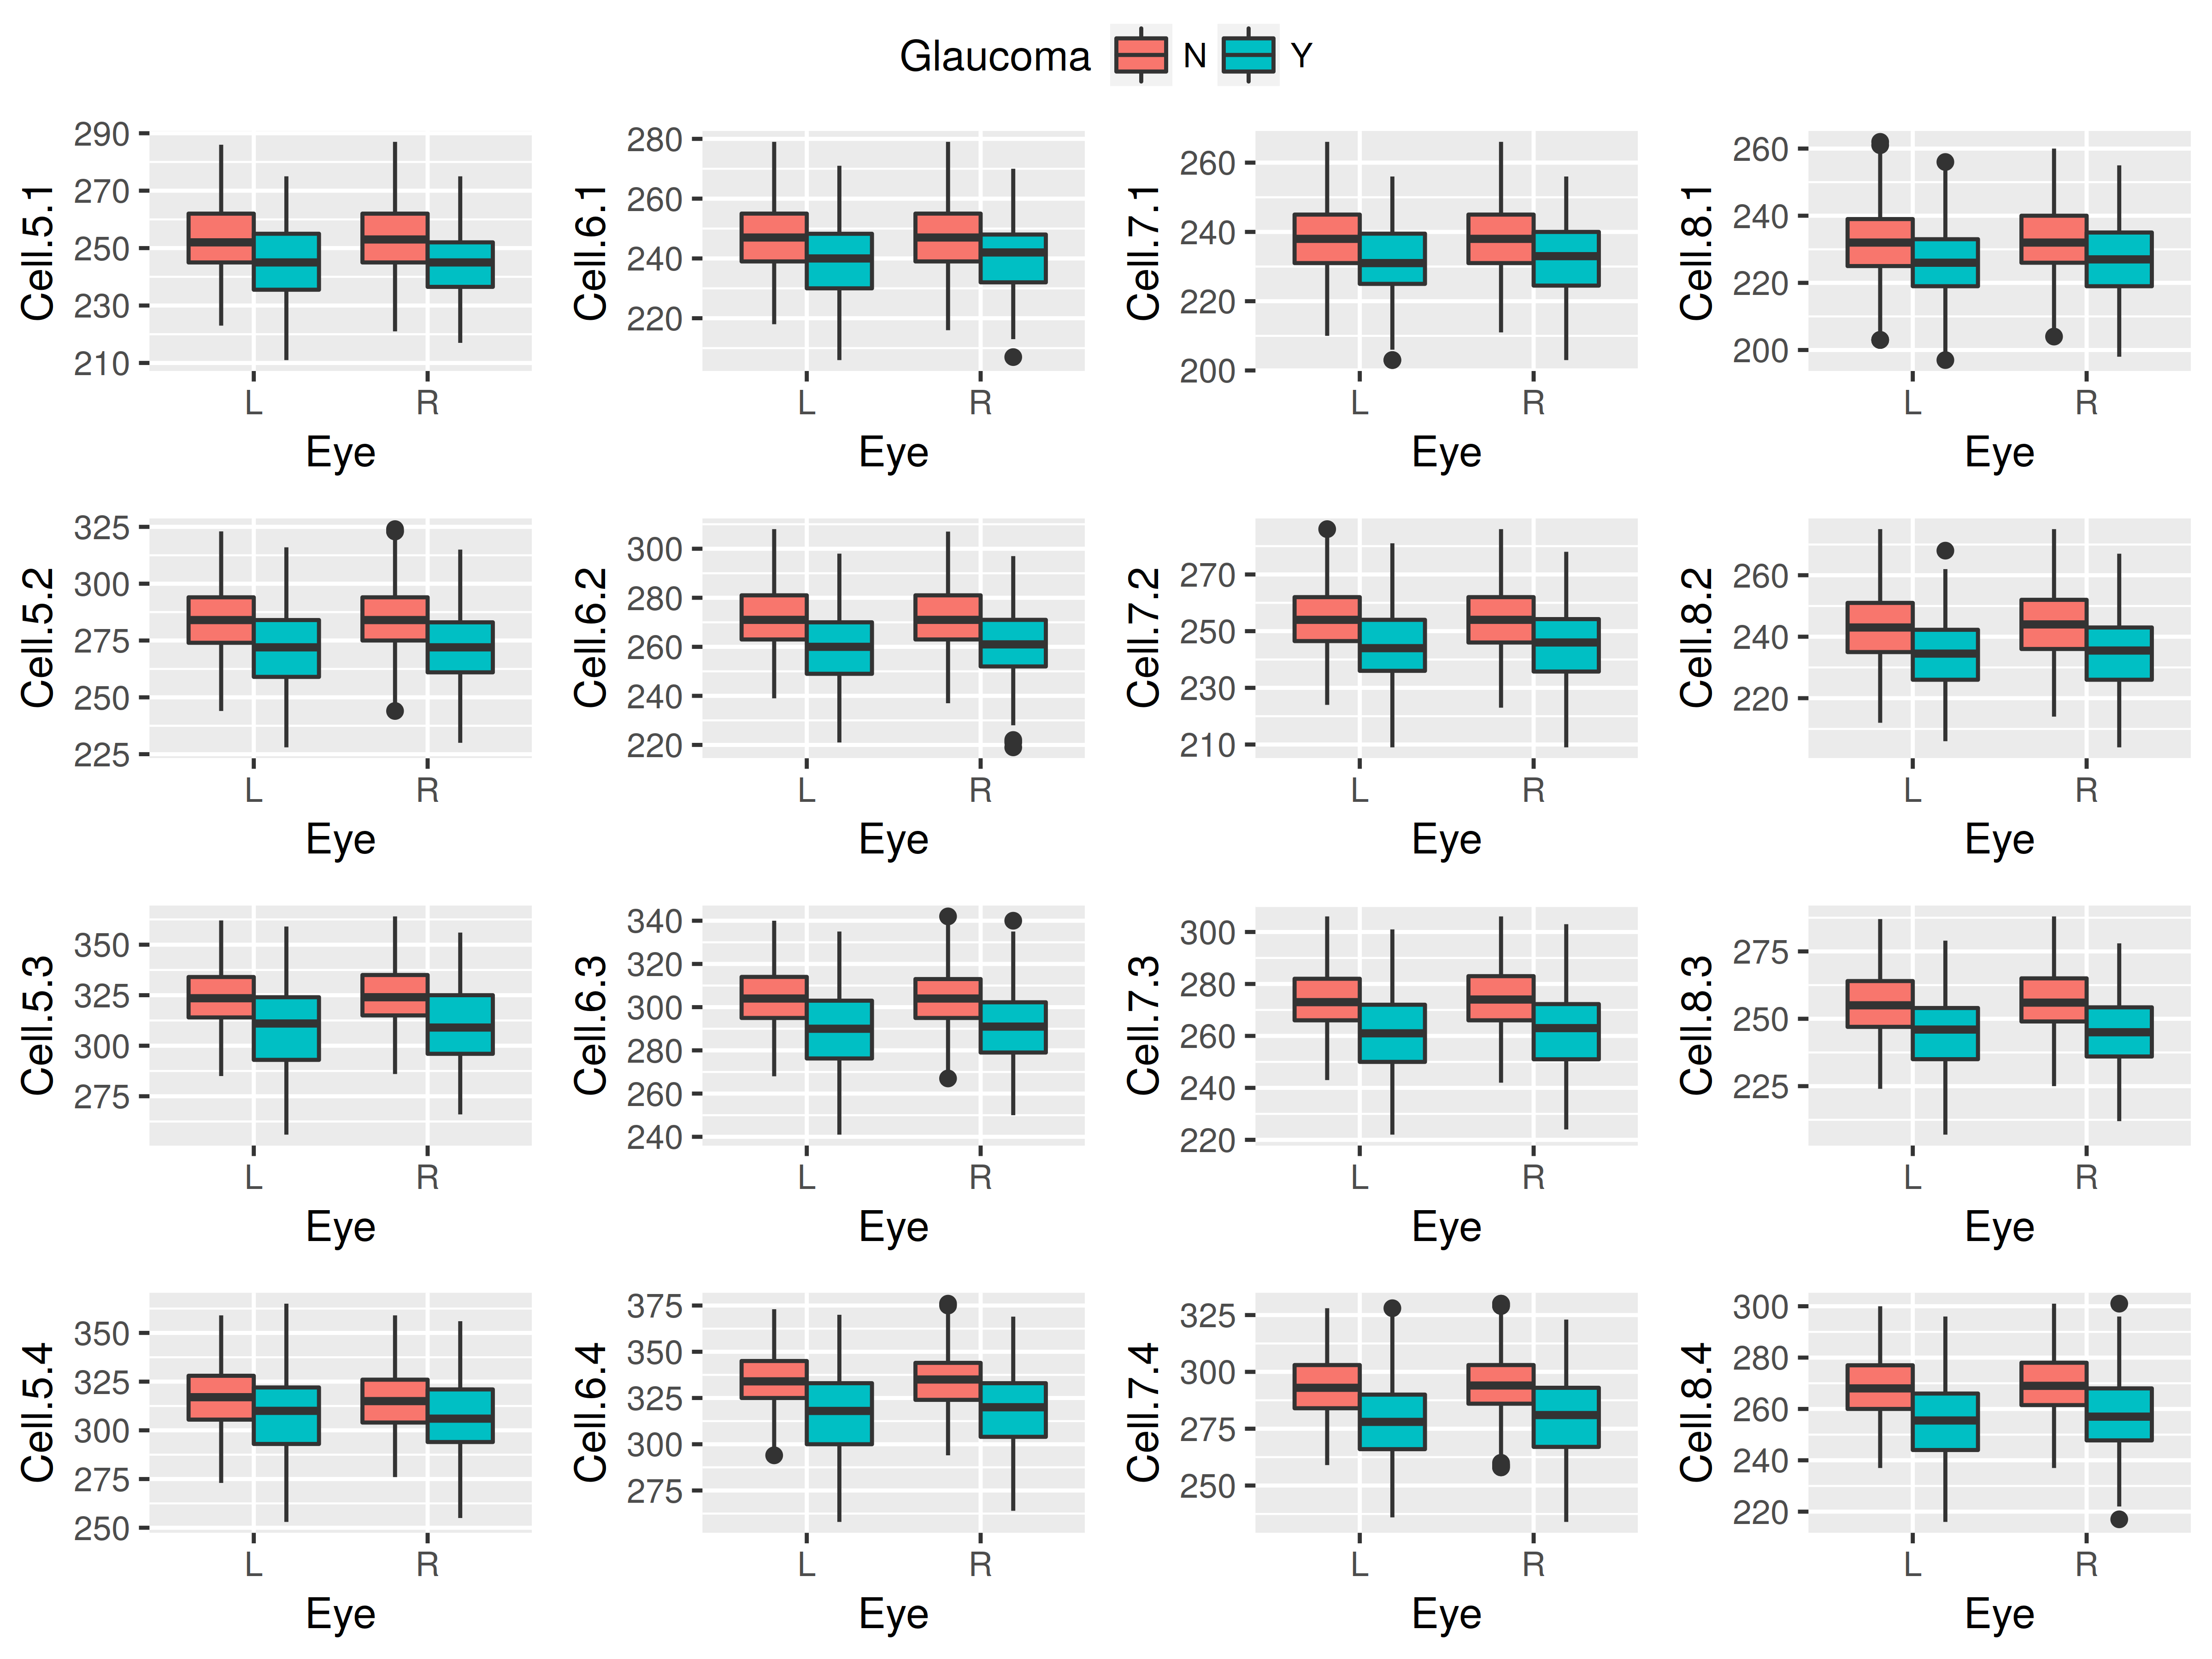 Glaucoma N Y
Cell.5.1
290
270
250
230
210
L R
Eye
Cell.6.1
280
260
240
220
L R
Eye
Cell.7.1
260
240
220
200
L R
Eye
Cell.8.1
260
240
220
200
L R
Eye
Cell.5.2
325
300
275
250
225
L R
Eye
Cell.6.2
300
280
260
240
220
L R
Eye
Cell.7.2
270
250
230
210
L R
Eye
Cell.8.2
260
240
220
L R
Eye
Cell.5.3
350
325
300
275
L R
Eye
Cell.6.3
340
320
300
280
260
240
L R
Eye
Cell.7.3
300
280
260
240
220
L R
Eye
Cell.8.3
275
250
225
L R
Eye
Cell.5.4
350
325
300
275
250
L R
Eye
Cell.6.4
375
350
325
300
275
L R
Eye
Cell.7.4
325
300
275
250
L R
Eye
Cell.8.4
300
280
260
240
220
L R
Eye